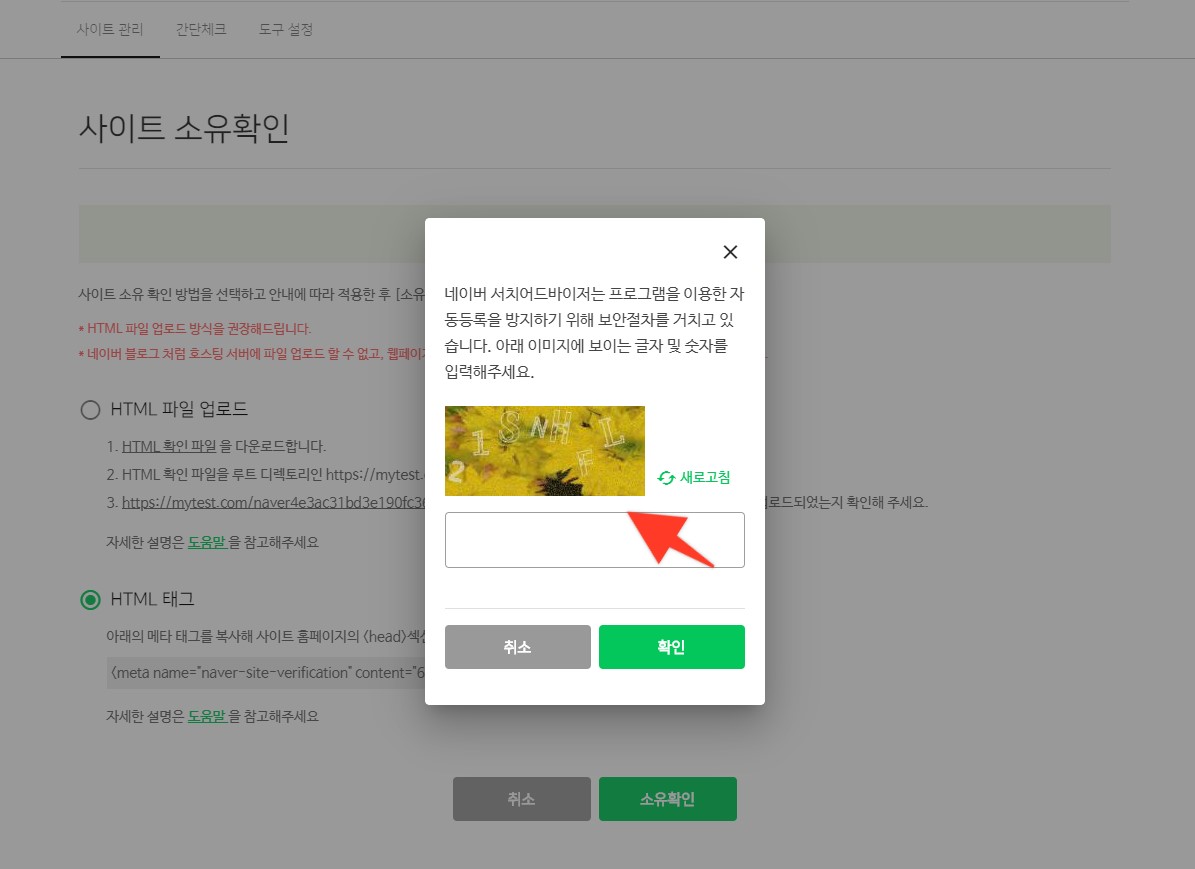 사이트 관리 간단체크 도구 설정
사이트 소유확인
사이트 소유 확인 방법을 선택하고 안내에 따라 적용한 후 [소유
* HTML 파일 업로드 방식을 권장해드립니다.
* 네이버 블로그 처럼 호스팅 서버에 파일 업로드 할 수 없고, 웹페이지
HTML 파일 업로드
1. HTML 확인 파일 을 다운로드합니다.
2. HTML 확인 파일을 루트 디렉토리인 https://mytest.
3. https://mytest.com/naver4e3ac31bd3e190fc3 로드되었는지 확인해 주세요.
자세한 설명은 도움말 을 참고해주세요
HTML 태그
아래의 메타 태그를 복사해 사이트 홈페이지의 <head>섹션
<meta name="naver-site-verification" content="6
자세한 설명은 도움말 을 참고해주세요
취소 소유확인
네이버 서치어드바이저는 프로그램을 이용한 자
동등록을 방지하기 위해 보안절차를 거치고 있
습니다. 아래 이미지에 보이는 글자 및 숫자를
입력해주세요.
새로고침
취소 확인